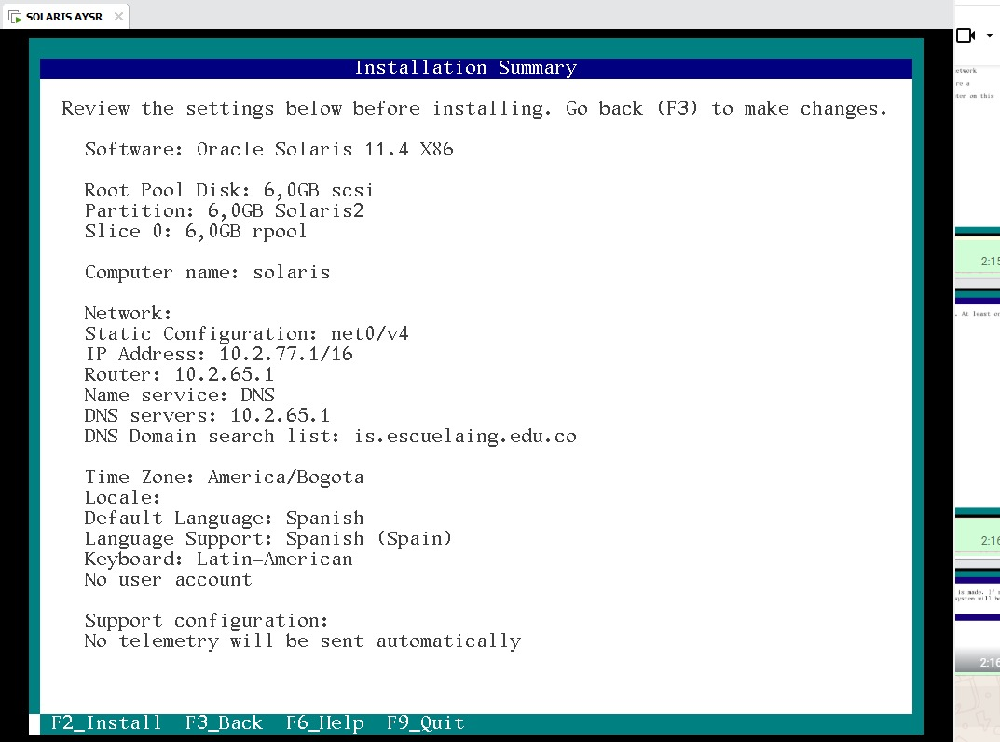 SOLARIS AYSR
Installation Summary
Review the settings below before installing. Go back (F3) to make changes.
Software: Oracle Solaris 11.4 X86
Root Pool Disk: 6,0GB scsi
Partition: 6,0GB Solaris2
Slice 0: 6,0GB rpool
Computer name: solaris
Network:
Static Configuration: net0/v4
IP Address: 10.2.77.1/16
Router: 10.2.65.1
Name service: DNS
DNS servers: 10.2.65.1
DNS Domain search list: is.escuelaing.edu.co
Time Zone: America/Bogota
Locale:
Default Language: Spanish
Language Support: Spanish (Spain)
Keyboard: Latin-American
No user account
Support configuration:
No telemetry will be sent automatically
F2_Install F3_Back F6_Help F9_Quit
etwork
re a
ter on this
2:15
. At least
2:16
is made. If
system will be
2:16